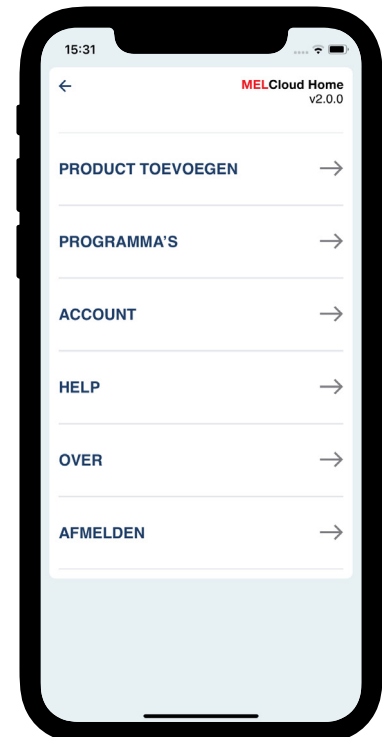 15:31
MELCloud Home
v2.0.0
PRODUCT TOEVOEGEN
PROGRAMMA'S
ACCOUNT
HELP
OVER
AFMELDEN